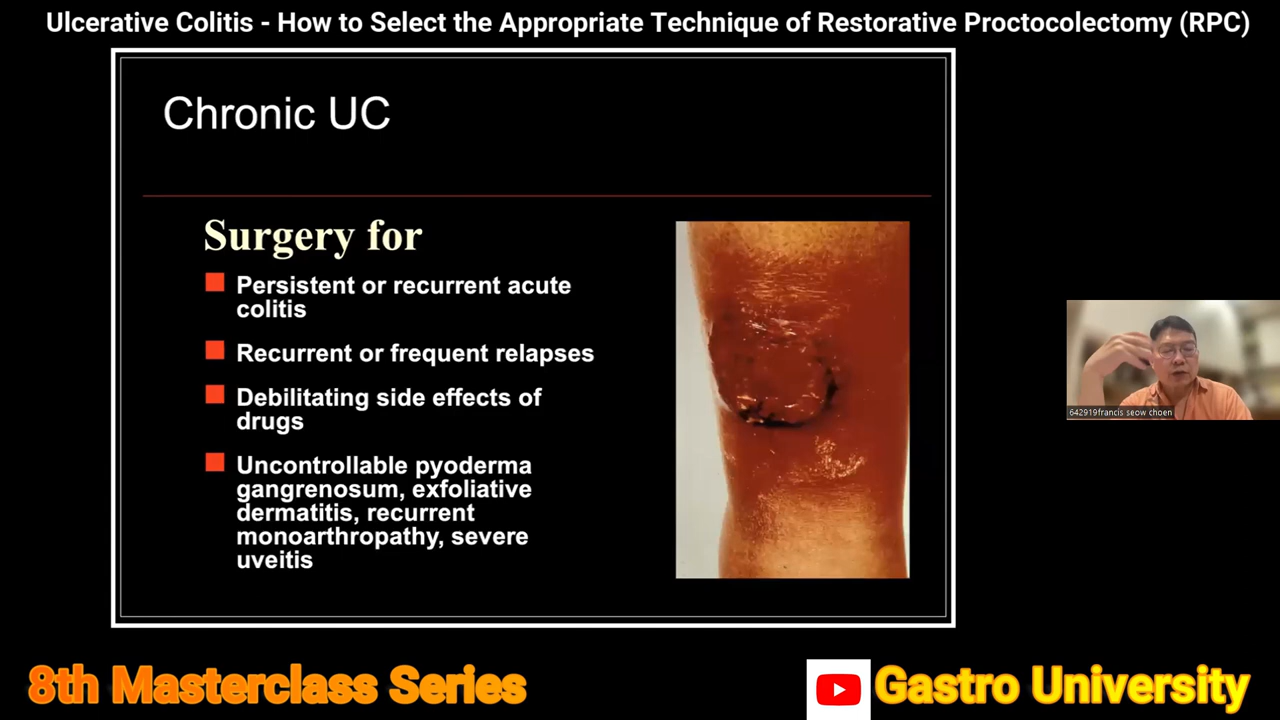 Ulcerative Colitis - How to Select the Appropriate Technique of Restorative Proctocolectomy (RPC)
Chronic UC
Surgery for
Persistent or recurrent acute
colitis
Recurrent or frequent relapses
Debilitating side effects of
drugs
Uncontrollable pyoderma
gangrenosum, exfoliative
dermatitis, recurrent
monoarthropathy, severe
uveitis
642919francis seow choen
8th Masterclass Series
Gastro University